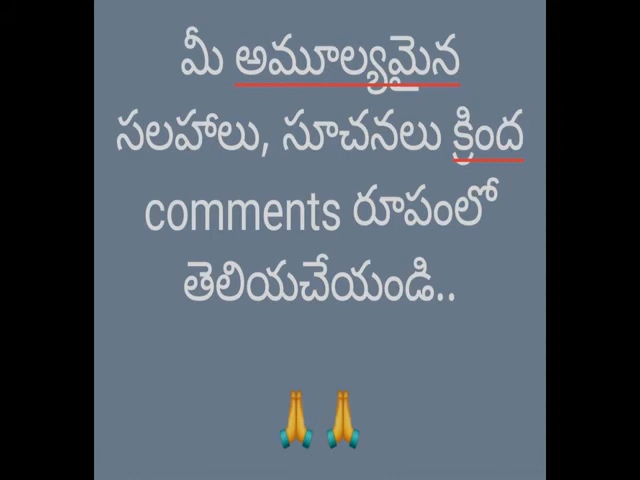 మీ అమూల్యమైన
సలహాలు, సూచనలు క్రింద
comments రూపంలో
తెలియచేయండి..
🙏🙏